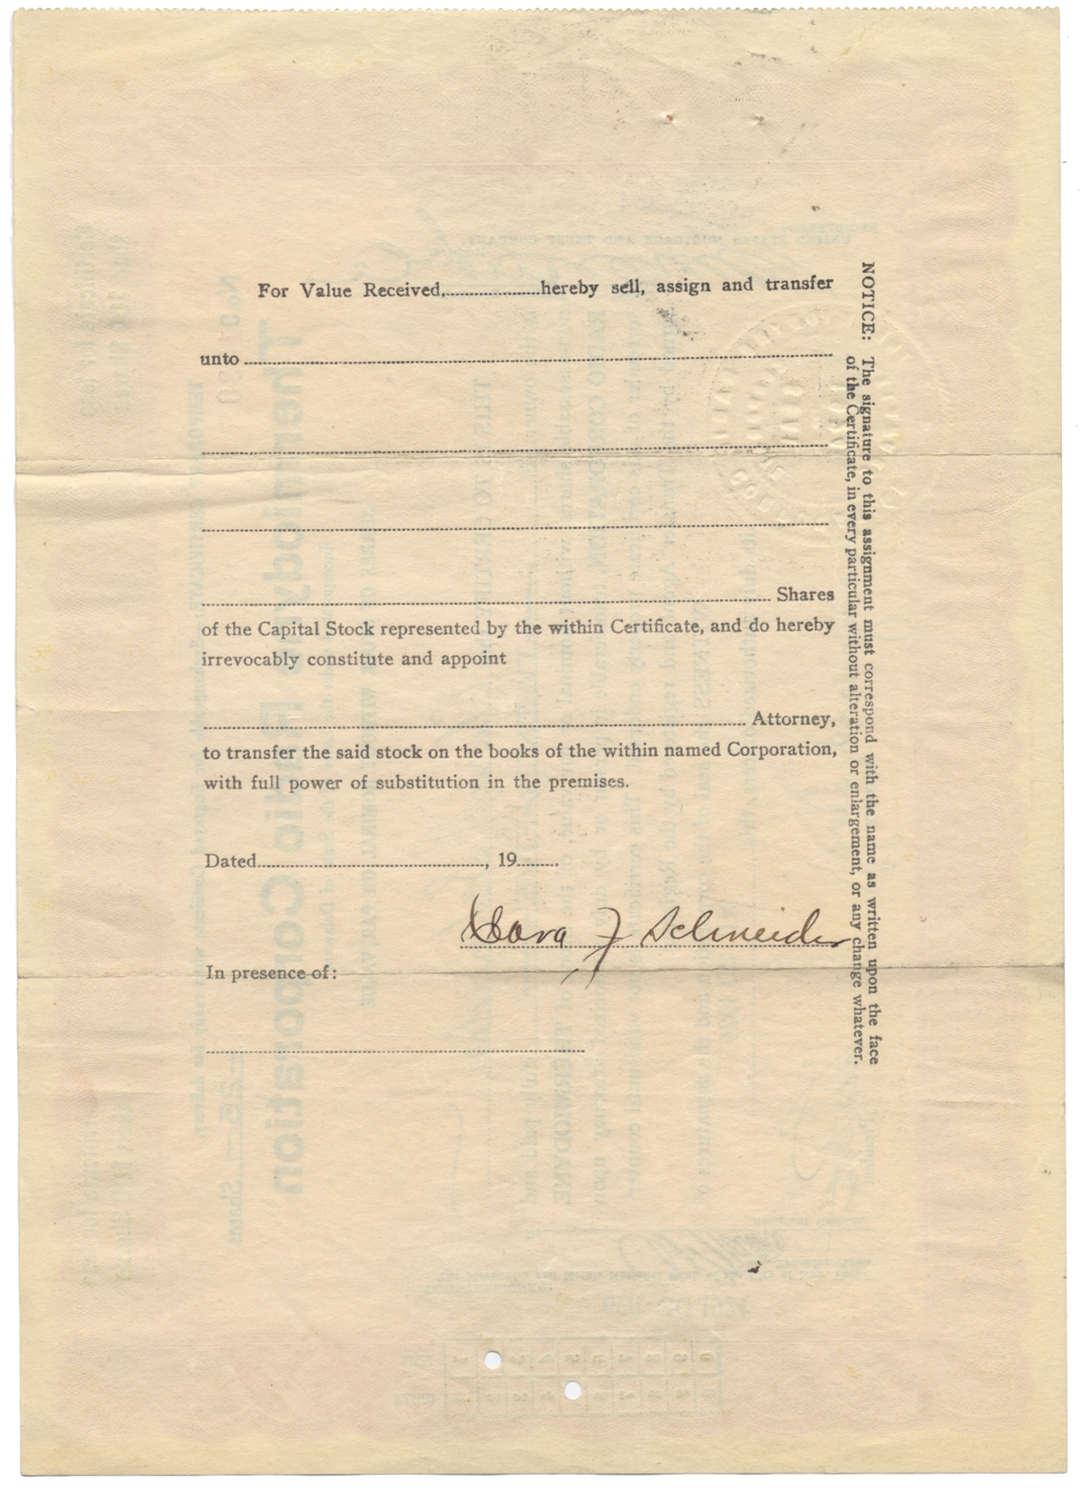 For Value Received, hereby sell, assign and transfer
unto
Shares
of the Capital Stock represented by the within Certificate, and do hereby
irrevocably constitute and appoint
Attorney,
to transfer the said stock on the books of the within named Corporation,
with full power of substitution in the premises.
Dated , 19
J Schneider
In presence of:
NOTICE: The signature to this assignment must correspond with the name as written upon the face
of the Certificate, in every particular without alteration or enlargement, or any change whatever.